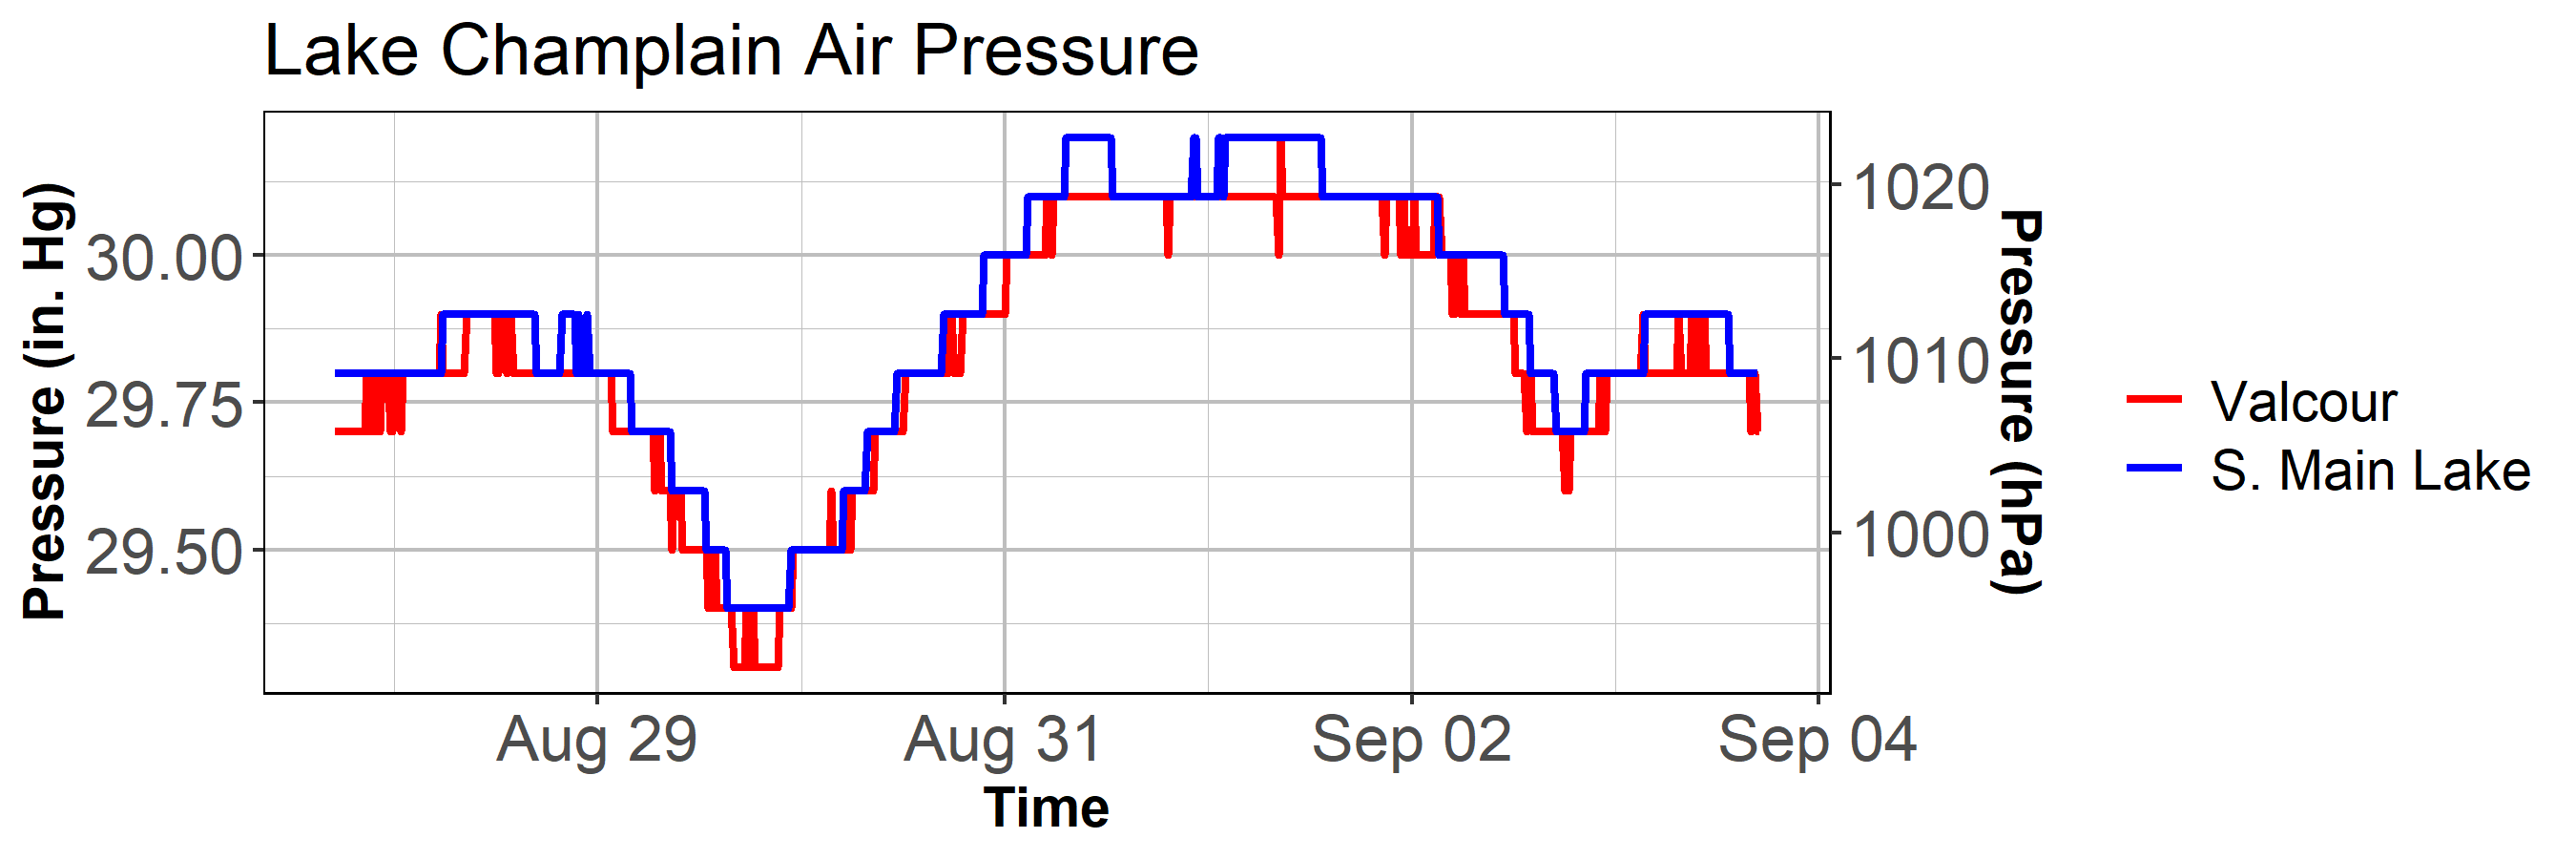 Lake Champlain Air Pressure
Pressure (in. Hg)
30.00
29.75
29.50
1020
1010
1000
Pressure (hPa)
Aug 29
Aug 31
Sep 02
Sep 04
Time
Valcour
S. Main Lake